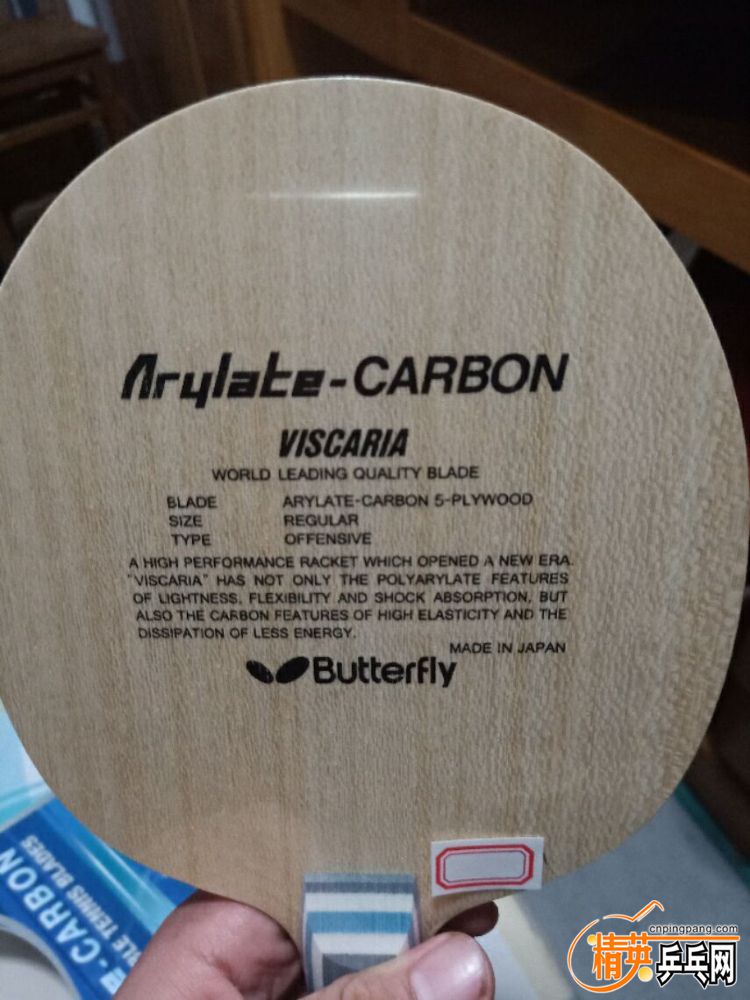 Arylate-CARBON
VISCARIA
WORLD LEADING QUALITY BLADE
BLADE ARYLATE-CARBON 5-PLYWOOD
SIZE REGULAR
TYPE OFFENSIVE
A HIGH PERFORMANCE RACKET WHICH OPENED A NEW ERA.
"VISCARIA" HAS NOT ONLY THE POLYARYLATE FEATURES
OF LIGHTNESS, FLEXIBILITY AND SHOCK ABSORPTION, BUT
ALSO THE CARBON FEATURES OF HIGH ELASTICITY AND THE
DISSIPATION OF LESS ENERGY.
MADE IN JAPAN
Butterfly
-CARBON
TENNIS BLADES
cnpingpang.com
精英乒乓网